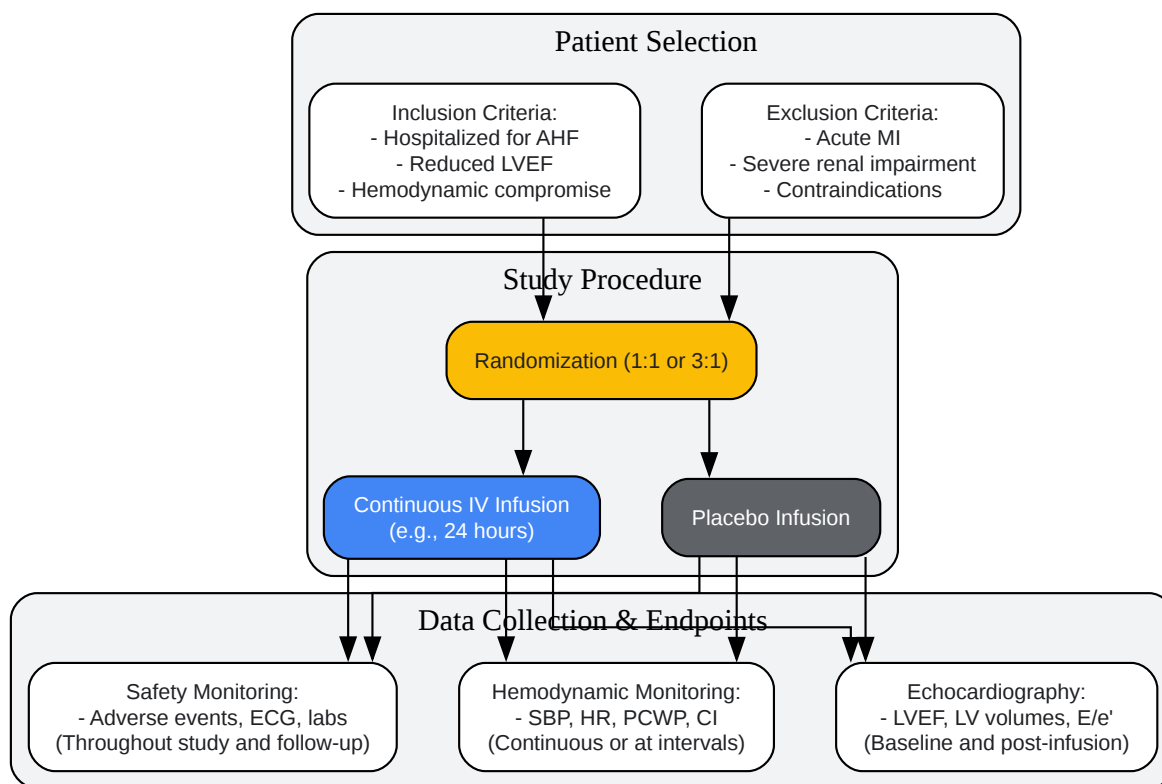 Patient Selection
Inclusion Criteria:
- Hospitalized for AHF
- Reduced LVEF
- Hemodynamic compromise
Exclusion Criteria:
- Acute MI
- Severe renal impairment
- Contraindications
Study Procedure
Randomization (1:1 or 3:1)
Continuous IV Infusion
(e.g., 24 hours)
Placebo Infusion
Data Collection & Endpoints
Safety Monitoring:
- Adverse events, ECG, labs
(Throughout study and follow-up)
Hemodynamic Monitoring:
- SBP, HR, PCWP, CI
(Continuous or at intervals)
Echocardiography:
- LVEF, LV volumes, E/e'
(Baseline and post-infusion)